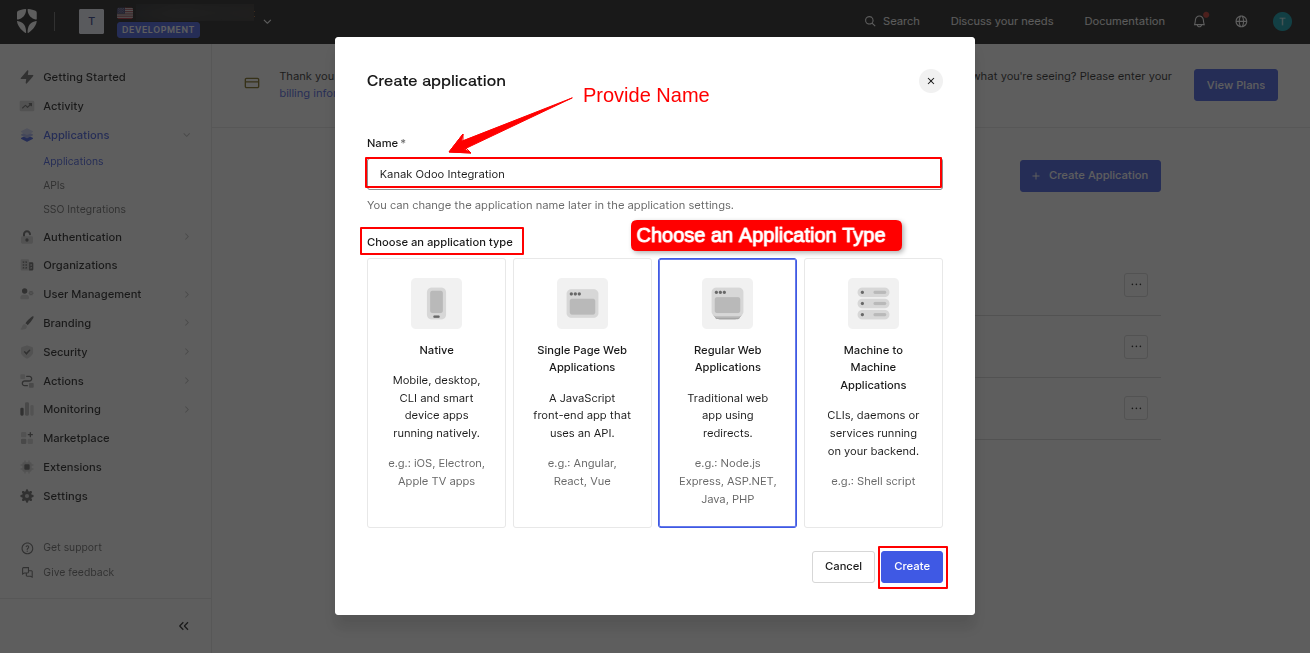 T
DEVELOPMENT
Search
Discuss your needs
Documentation
T
Getting Started
Activity
Applications
Applications
APIs
SSO Integrations
Authentication
Organizations
User Management
Branding
Security
Actions
Monitoring
Marketplace
Extensions
Settings
Get support
Give feedback
Thank you
what you're seeing? Please enter your
billing infor
View Plans
+ Create Application
Create application
×
Provide Name
Name *
Kanak Odoo Integration
You can change the application name later in the application settings.
Choose an application type
Choose an Application Type
Native
Mobile, desktop,
CLI and smart
device apps
running natively.
e.g.: iOS, Electron,
Apple TV apps
Single Page Web
Applications
A JavaScript
front-end app that
uses an API.
e.g.: Angular,
React, Vue
Regular Web
Applications
Traditional web
app using
redirects.
e.g.: Node.js
Express, ASP.NET,
Java, PHP
Machine to
Machine
Applications
CLIs, daemons or
services running
on your backend.
e.g.: Shell script
Cancel
Create